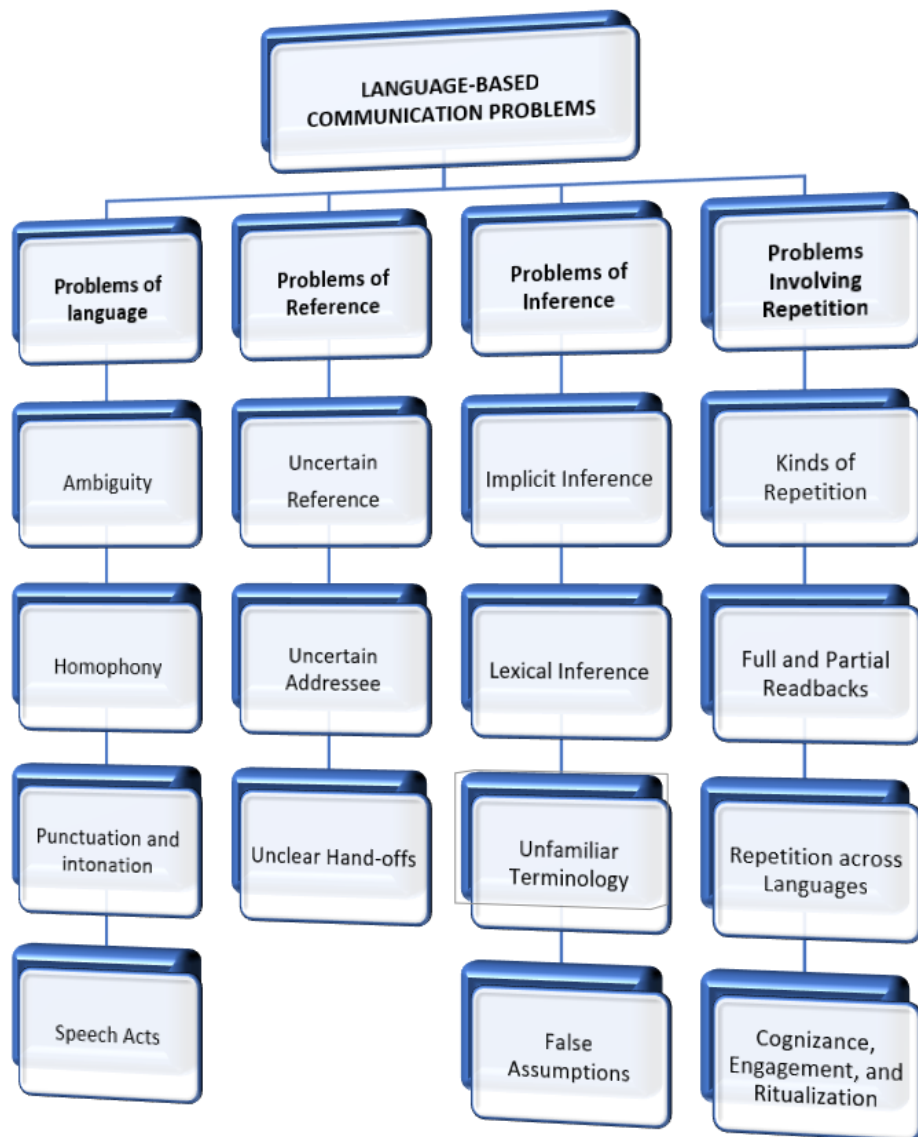 LANGUAGE-BASED
COMMUNICATION PROBLEMS
Problems of
language
Ambiguity
Homophony
Punctuation and
intonation
Speech Acts
Problems of
Reference
Uncertain
Reference
Uncertain
Addressee
Unclear Hand-offs
Problems of
Inference
Implicit Inference
Lexical Inference
Unfamiliar
Terminology
False
Assumptions
Problems
Involving
Repetition
Kinds of
Repetition
Full and Partial
Readbacks
Repetition across
Languages
Cognizance,
Engagement, and
Ritualization